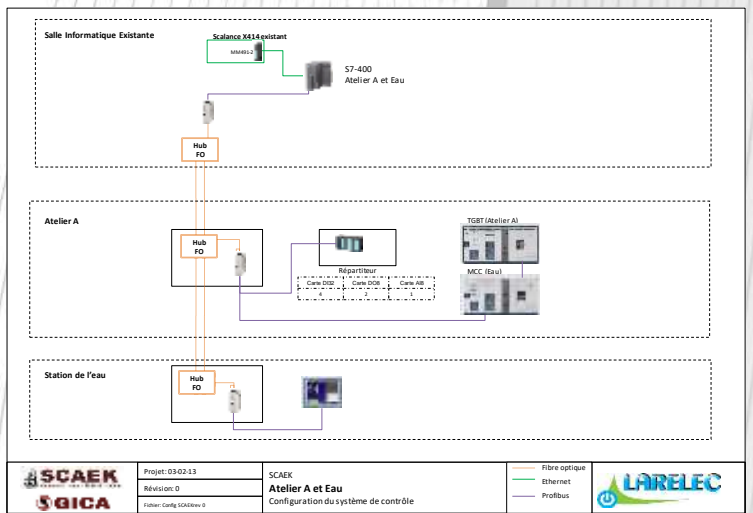 Salle Informatique Existante
Scalance X414 existant
MM491-2
S7-400
Atelier A et Eau
Hub
FO
Atelier A
Hub
FO
Répartiteur
Carte DI32 Carte DO8 Carte AI8
4 2 1
TGBT (Atelier A)
MCC (Eau)
Station de l'eau
Hub
FO
SCAEK
GICA
Projet: 03-02-13
Révision: 0
Fichier: Config SCAEKrev 0
SCAEK
Atelier A et Eau
Configuration du système de contrôle
Fibre optique
Ethernet
Profibus
LARELEC